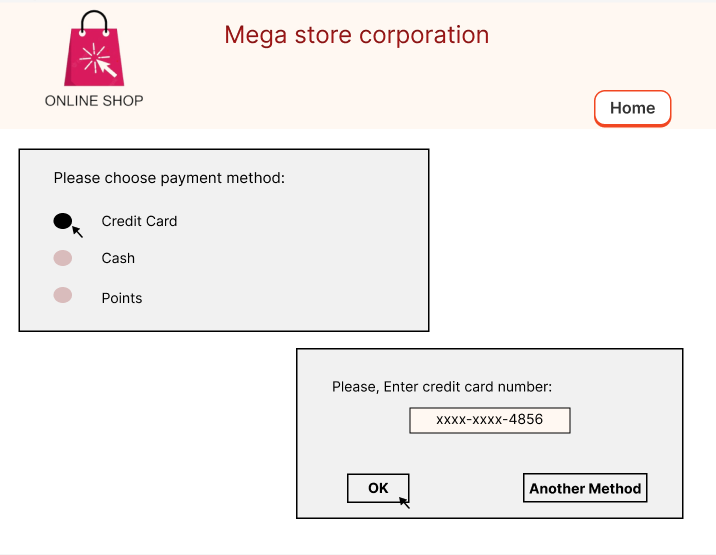 Mega store corporation
ONLINE SHOP
Home
Please choose payment method:
Credit Card
Cash
Points
Please, Enter credit card number:
xxxx-xxxx-4856
OK
Another Method